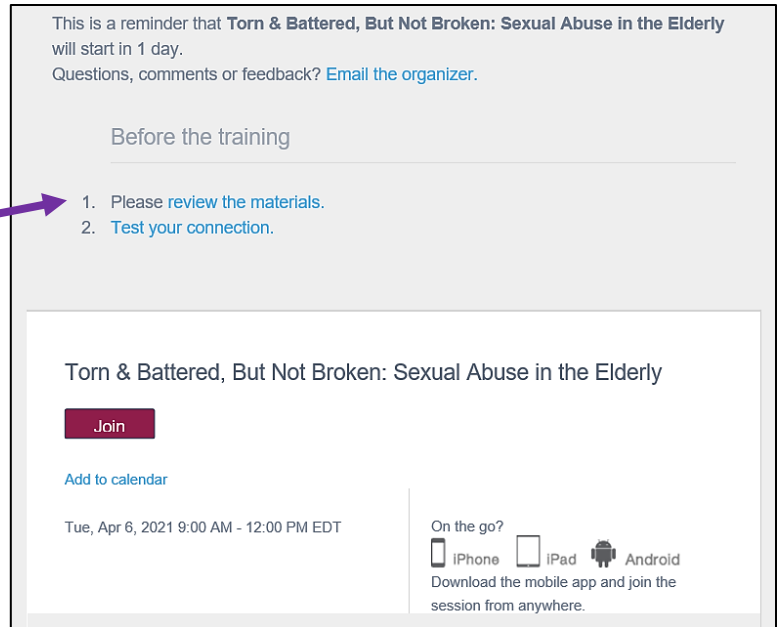 This is a reminder that Torn & Battered, But Not Broken: Sexual Abuse in the Elderly
will start in 1 day.
Questions, comments or feedback? Email the organizer.
Before the training
1. Please review the materials.
2. Test your connection.
Torn & Battered, But Not Broken: Sexual Abuse in the Elderly
Join
Add to calendar
Tue, Apr 6, 2021 9:00 AM - 12:00 PM EDT
On the go?
iPhone iPad Android
Download the mobile app and join the
session from anywhere.